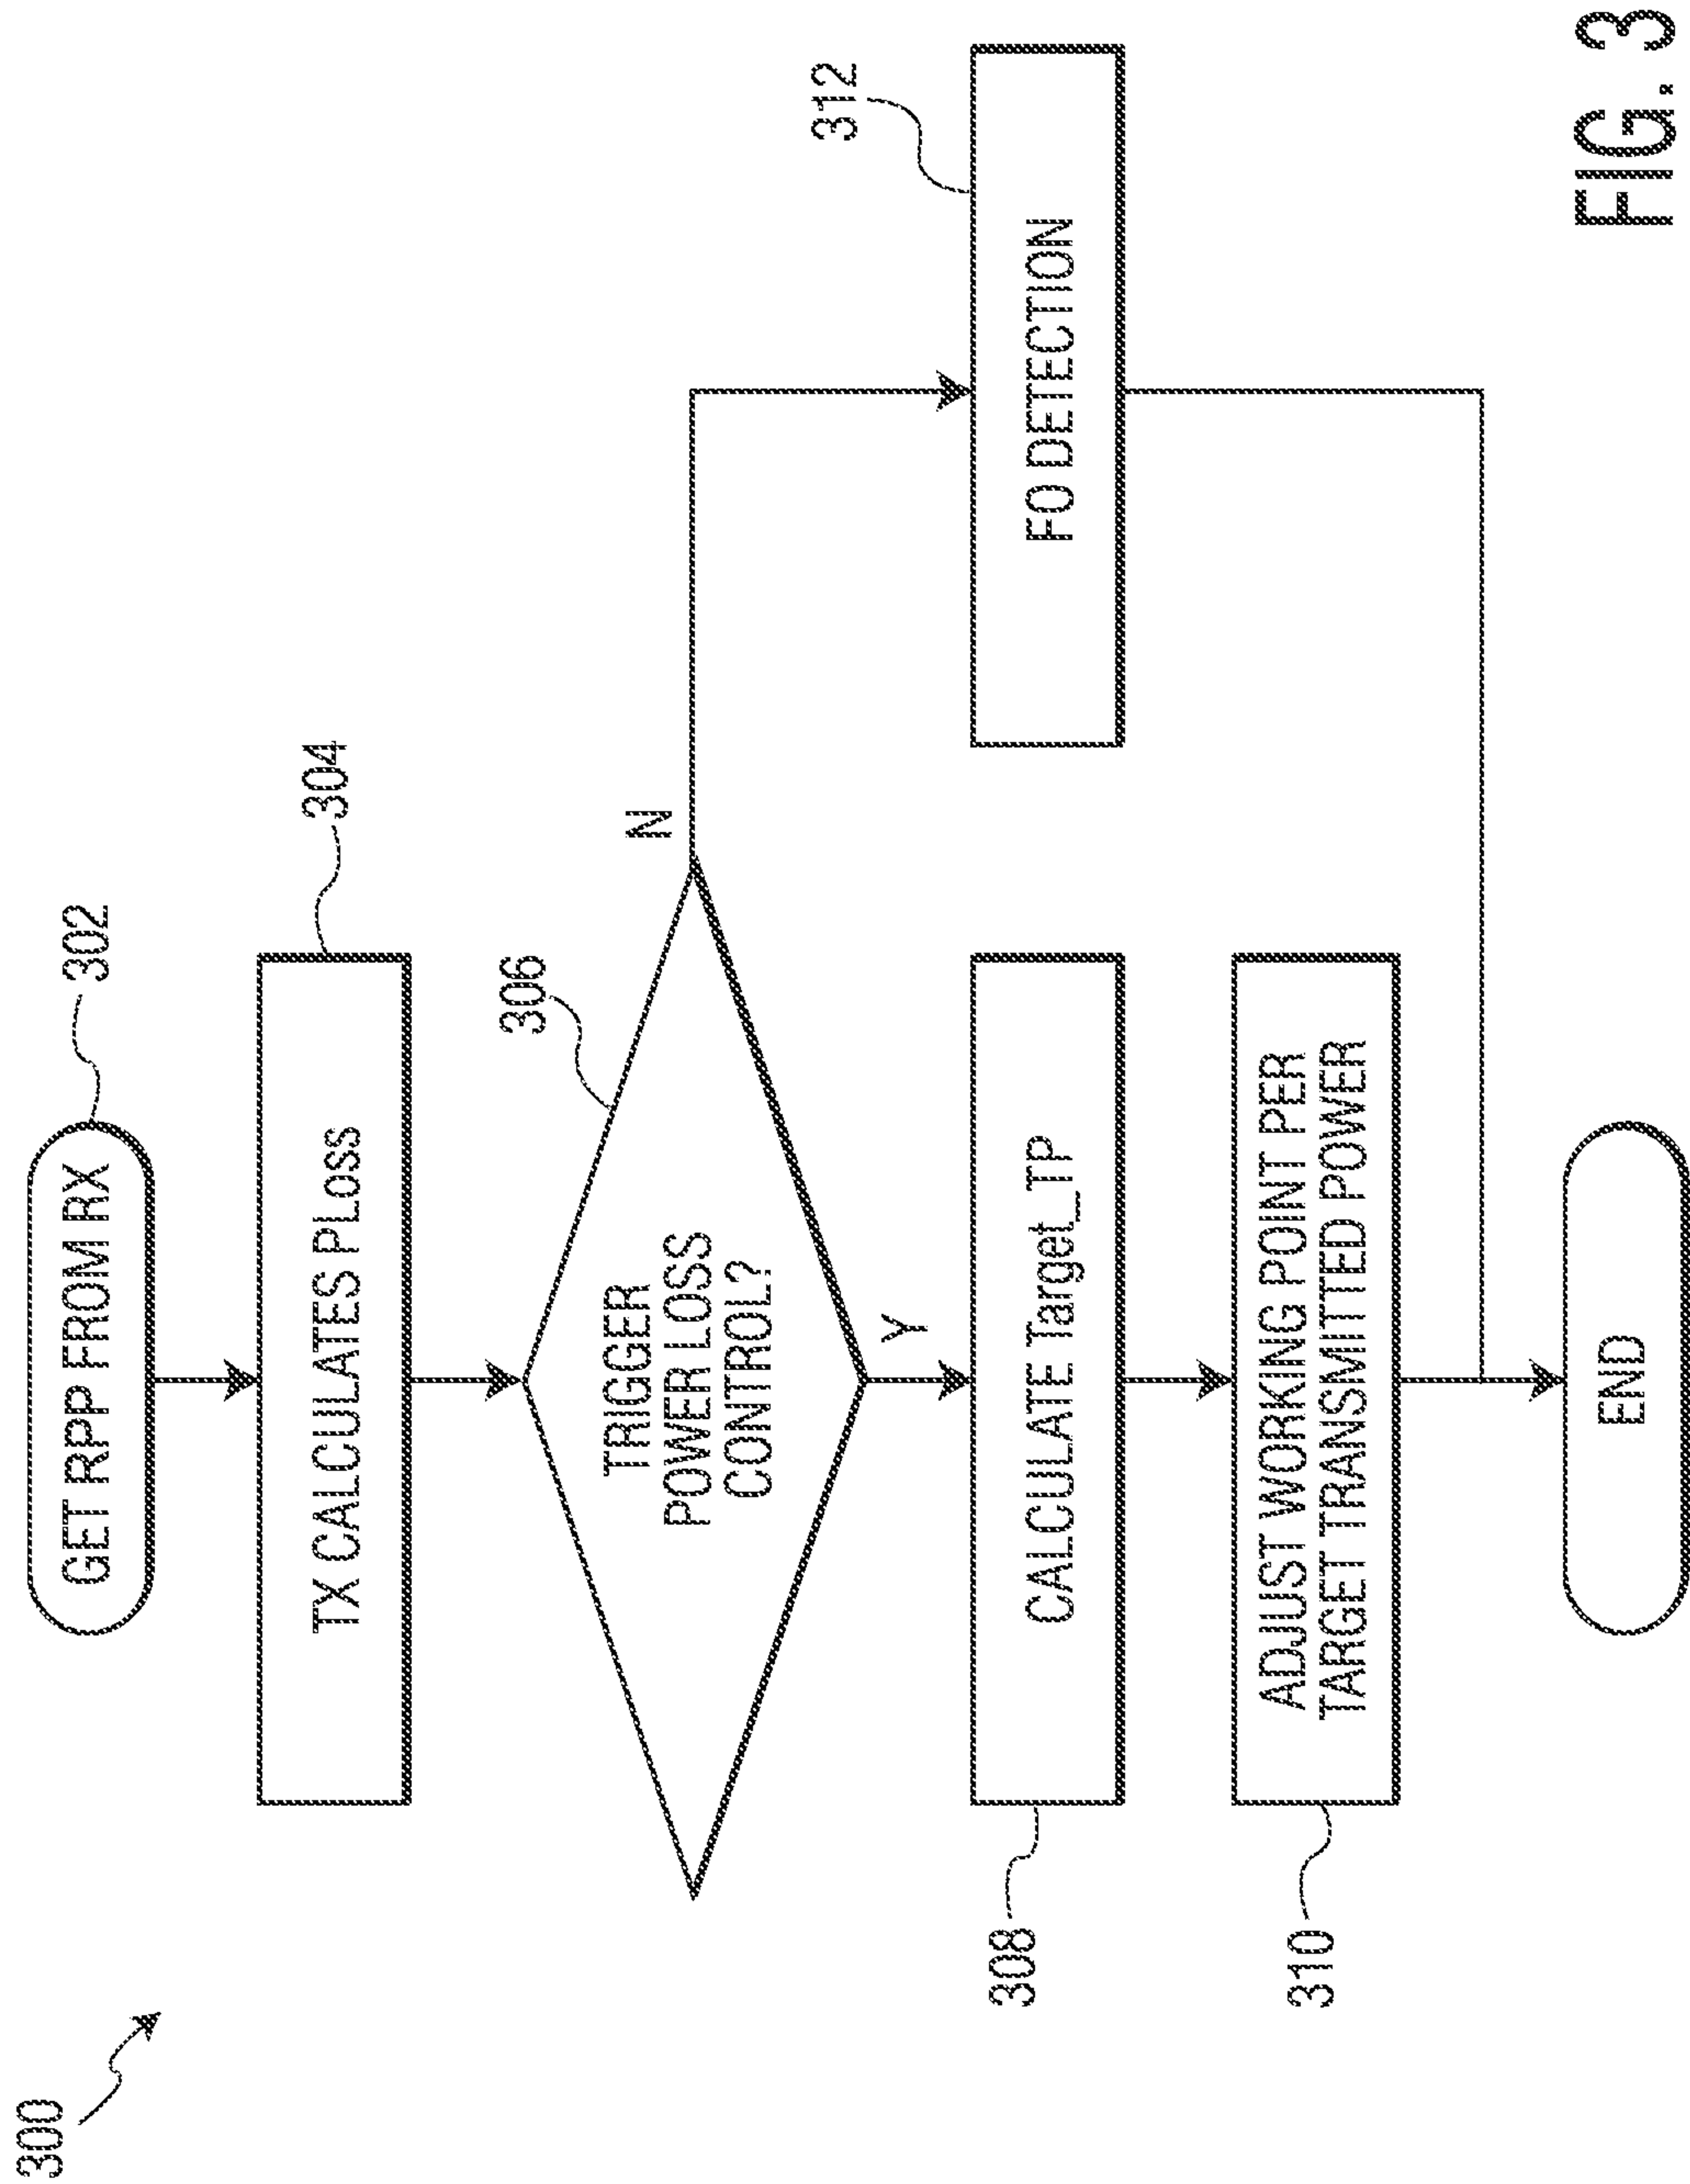 300
GET RPP FROM RX
302
TX CALCULATES PLoss
304
TRIGGER
POWER LOSS
CONTROL?
306
N
Y
CALCULATE Target_TP
308
FO DETECTION
312
ADJUST WORKING POINT PER
TARGET TRANSMITTED POWER
310
END
FIG. 3